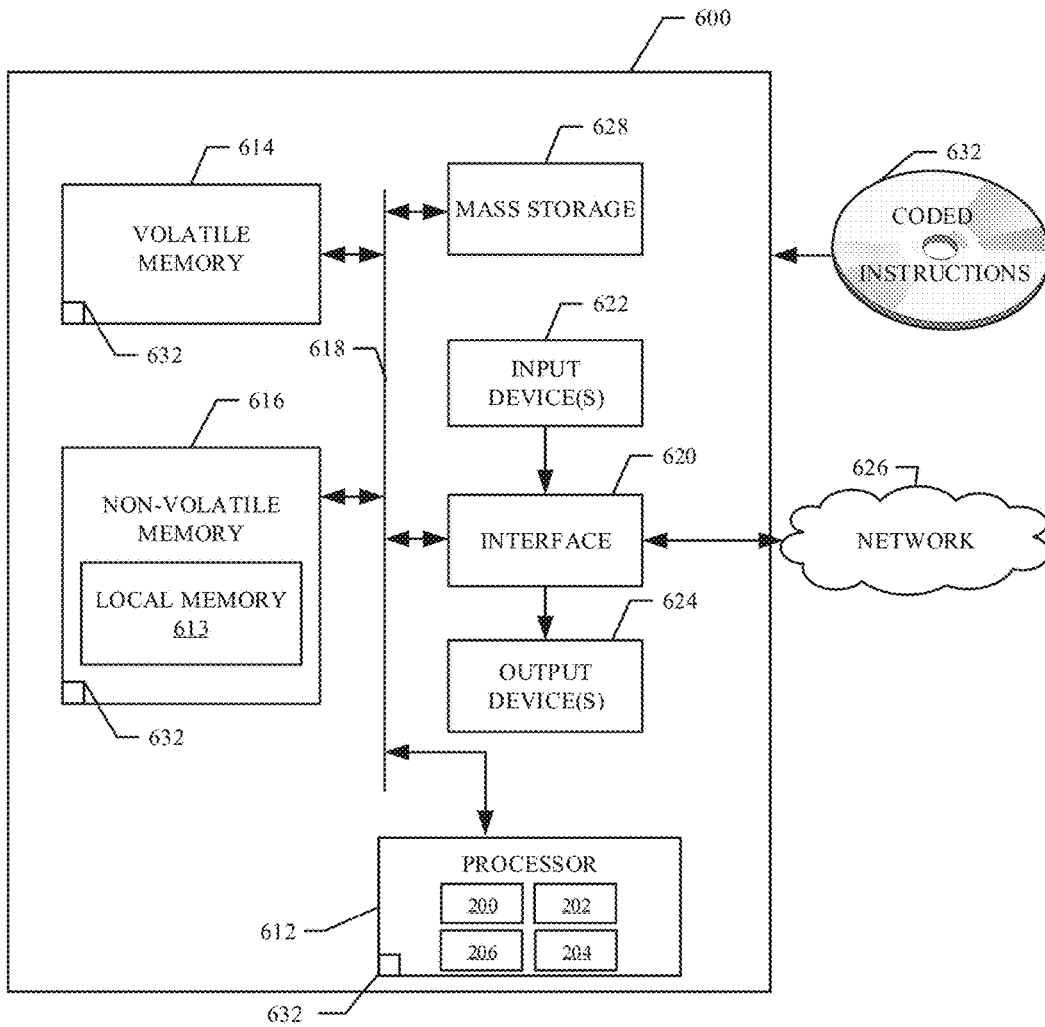 600
614
VOLATILE
MEMORY
632
628
MASS STORAGE
632
CODED
INSTRUCTIONS
618
622
INPUT
DEVICE(S)
616
NON-VOLATILE
MEMORY
LOCAL MEMORY
613
632
620
INTERFACE
626
NETWORK
624
OUTPUT
DEVICE(S)
PROCESSOR
200 202
206 204
612
632